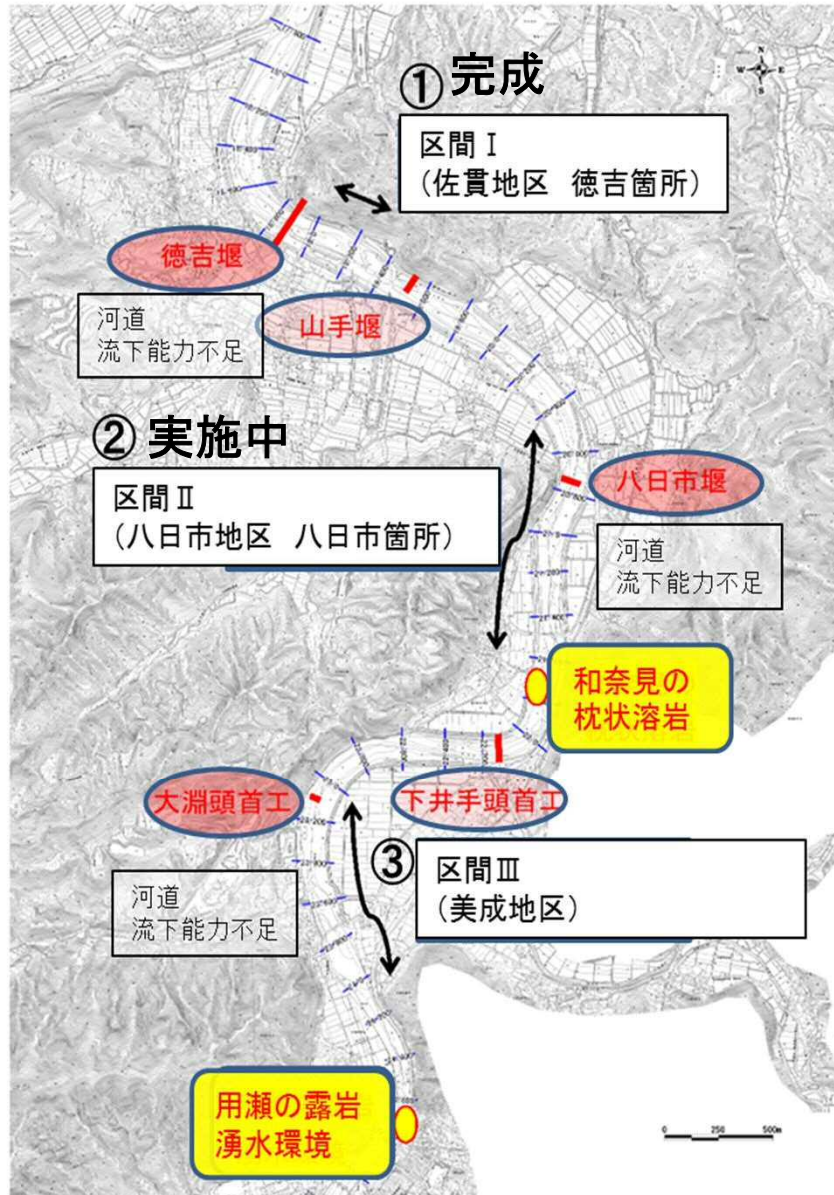 ① 完成
N
W E
S
区間Ⅰ
(佐貫地区 徳吉箇所)
徳吉堰
河道
流下能力不足
山手堰
② 実施中
区間Ⅱ
(八日市地区 八日市箇所)
八日市堰
河道
流下能力不足
和奈見の
枕状溶岩
大淵頭首工
下井手頭首工
③
区間Ⅲ
(美成地区)
河道
流下能力不足
用瀬の露岩
湧水環境
0 250 500m